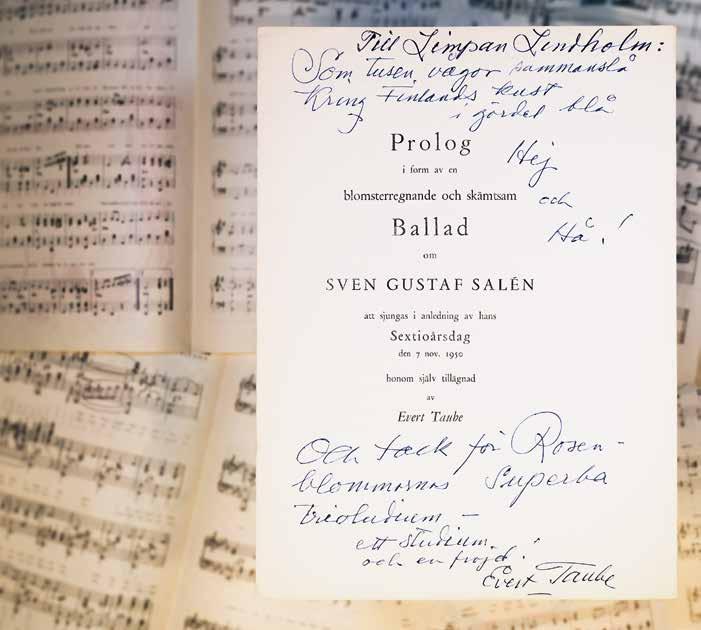 Till Limpan Lindholm:
Som tusen vågor sammanslå
Kring Finlands kust
i gördel blå
Hej
och
Hå!
Prolog
i form av en
blomsterregnande och skämtsam
Ballad
om
SVEN GUSTAF SALÉN
att sjungas i anledning av hans
Sextioårsdag
den 7 nov. 1950
honom själv tillägnad
av
Evert Taube
Och tack för Rosen-
blommornas Superba
ett studium
och en fröjd!
Evert Taube